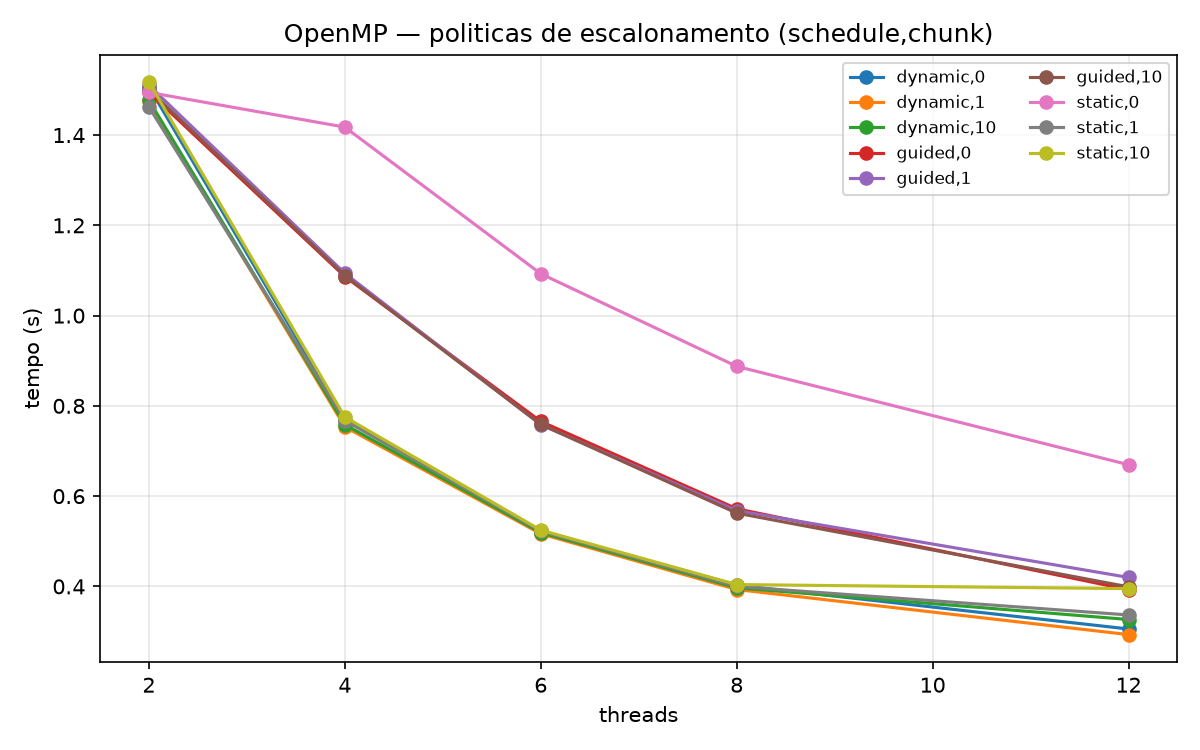 OpenMP — politicas de escalonamento (schedule,chunk)
dynamic,0
dynamic,1
dynamic,10
guided,0
guided,1
guided,10
static,0
static,1
static,10
tempo (s)
1.4
1.2
1.0
0.8
0.6
0.4
2 4 6 8 10 12
threads